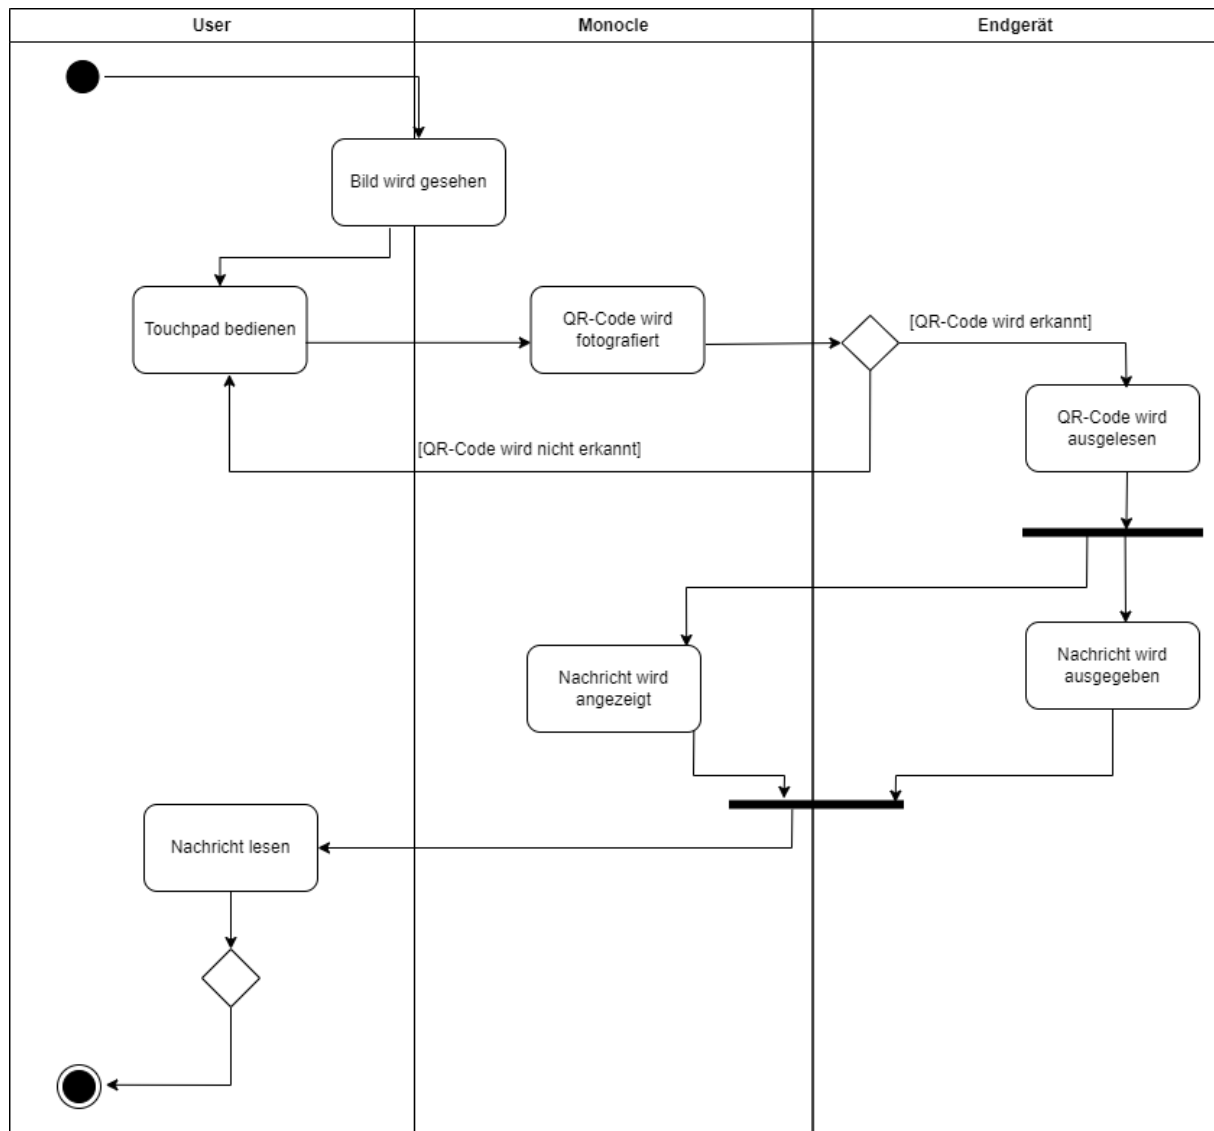 User
Monocle
Endgerät
Bild wird gesehen
Touchpad bedienen
QR-Code wird
fotografiert
[QR-Code wird erkannt]
QR-Code wird
ausgelesen
[QR-Code wird nicht erkannt]
Nachricht wird
angezeigt
Nachricht wird
ausgegeben
Nachricht lesen